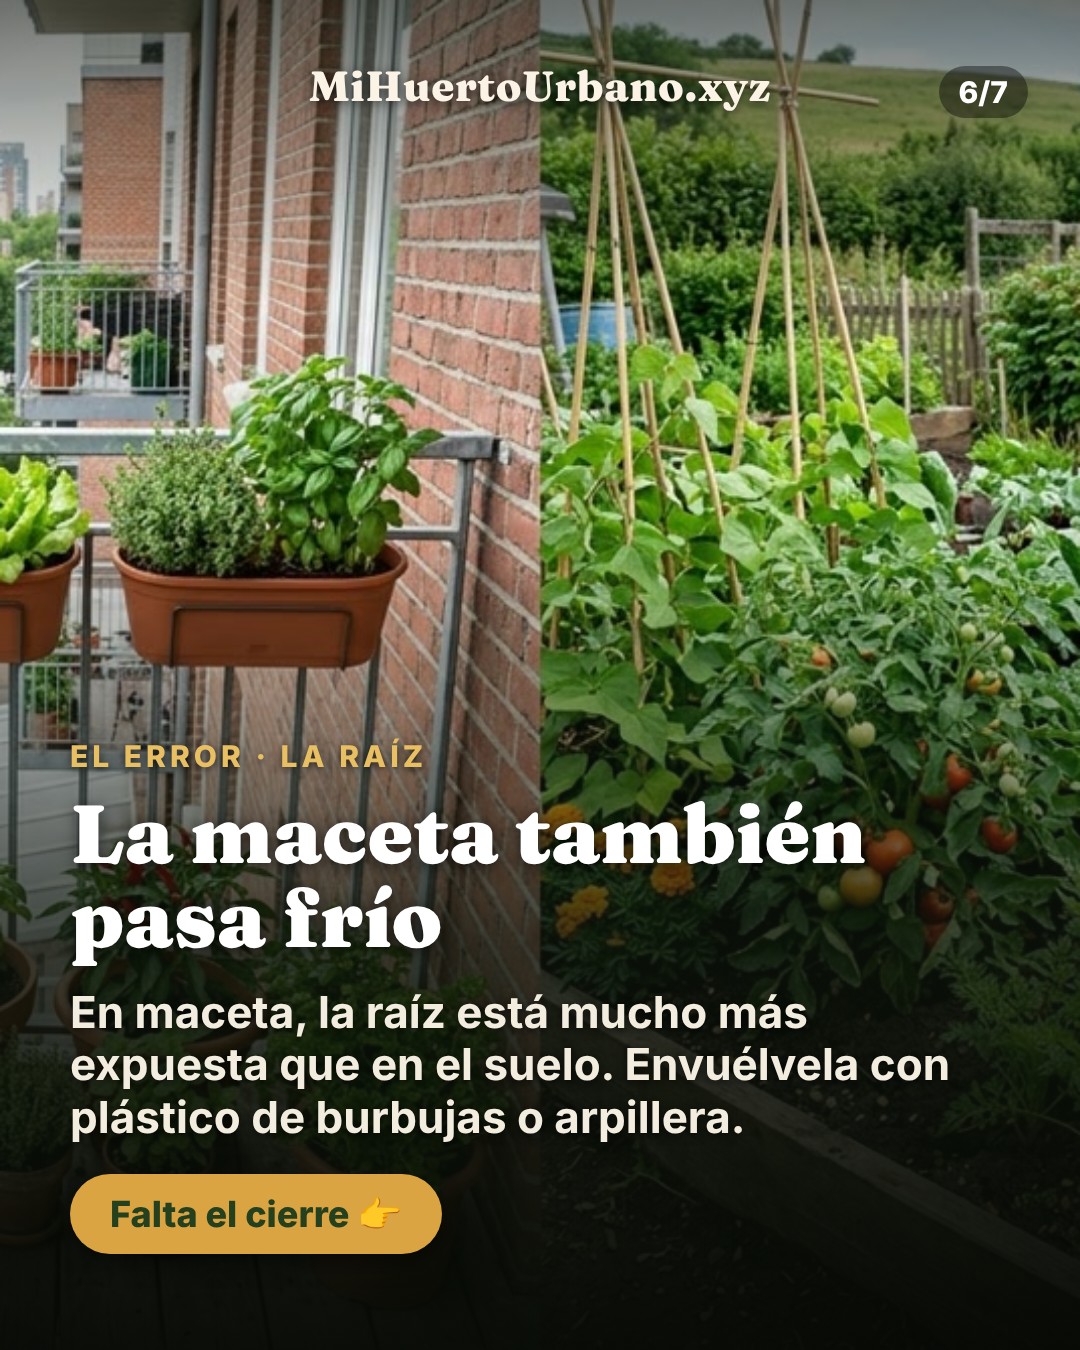 MiHuertoUrbano.xyz
6/7
EL ERROR · LA RAÍZ
La maceta también
pasa frío
En maceta, la raíz está mucho más
expuesta que en el suelo. Envuélvela con
plástico de burbujas o arpillera.
Falta el cierre 👉